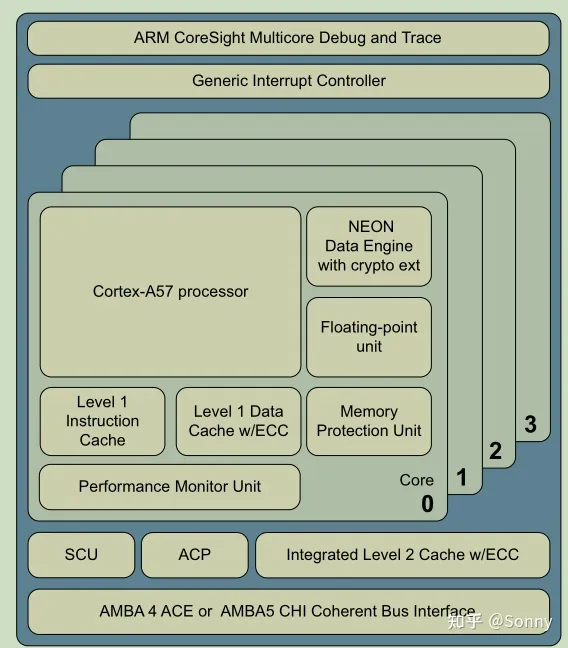 ARM CoreSight Multicore Debug and Trace
Generic Interrupt Controller
Cortex-A57 processor
NEON
Data Engine
with crypto ext
Floating-point
unit
Level 1
Instruction
Cache
Level 1 Data
Cache w/ECC
Memory
Protection Unit
Performance Monitor Unit
Core
0
1
2
3
SCU
ACP
Integrated Level 2 Cache w/ECC
AMBA 4 ACE or AMBA5 CHI Coherent Bus Interface
知乎 @Sonny